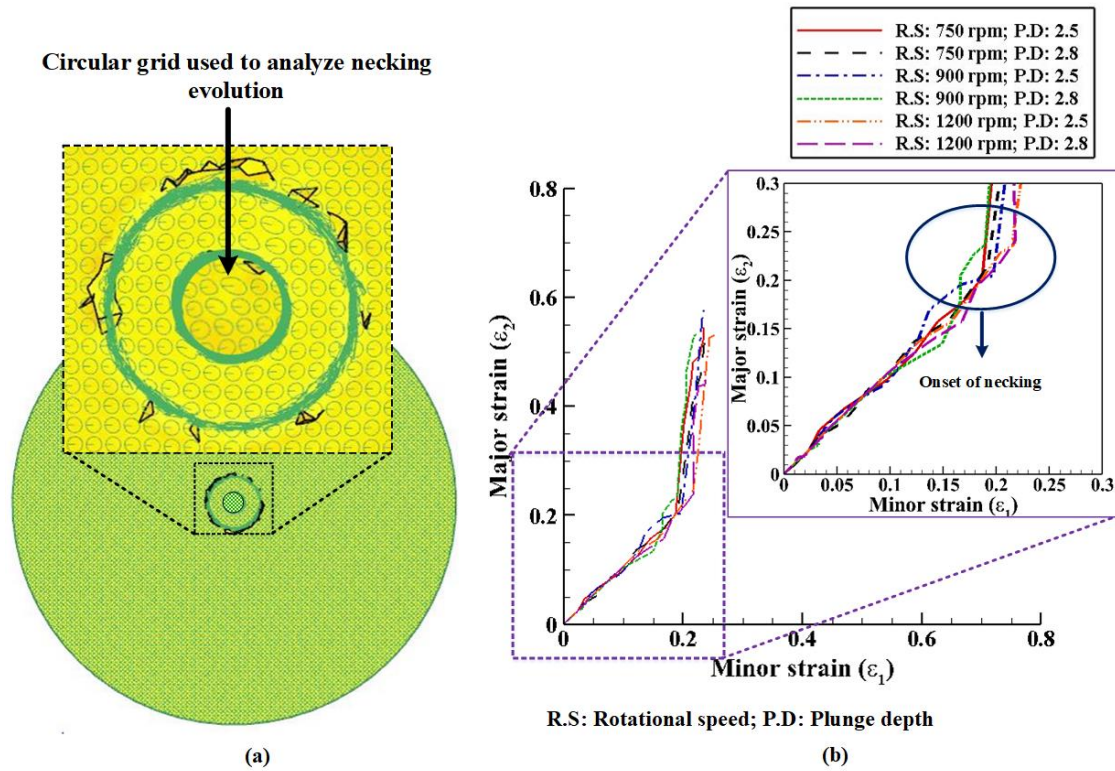 Circular grid used to analyze necking
evolution
(a)
R.S: 750 rpm; P.D: 2.5
R.S: 750 rpm; P.D: 2.8
R.S: 900 rpm; P.D: 2.5
R.S: 900 rpm; P.D: 2.8
R.S: 1200 rpm; P.D: 2.5
R.S: 1200 rpm; P.D: 2.8
0.8
0.6
0.4
0.2
0
Major strain (ε2)
0
0.2
0.4
0.6
0.8
Minor strain (ε1)
0.3
0.25
0.2
0.15
0.1
0.05
0
Major strain (ε2)
Onset of necking
0
0.05
0.1
0.15
0.2
0.25
0.3
Minor strain (ε1)
R.S: Rotational speed; P.D: Plunge depth
(b)